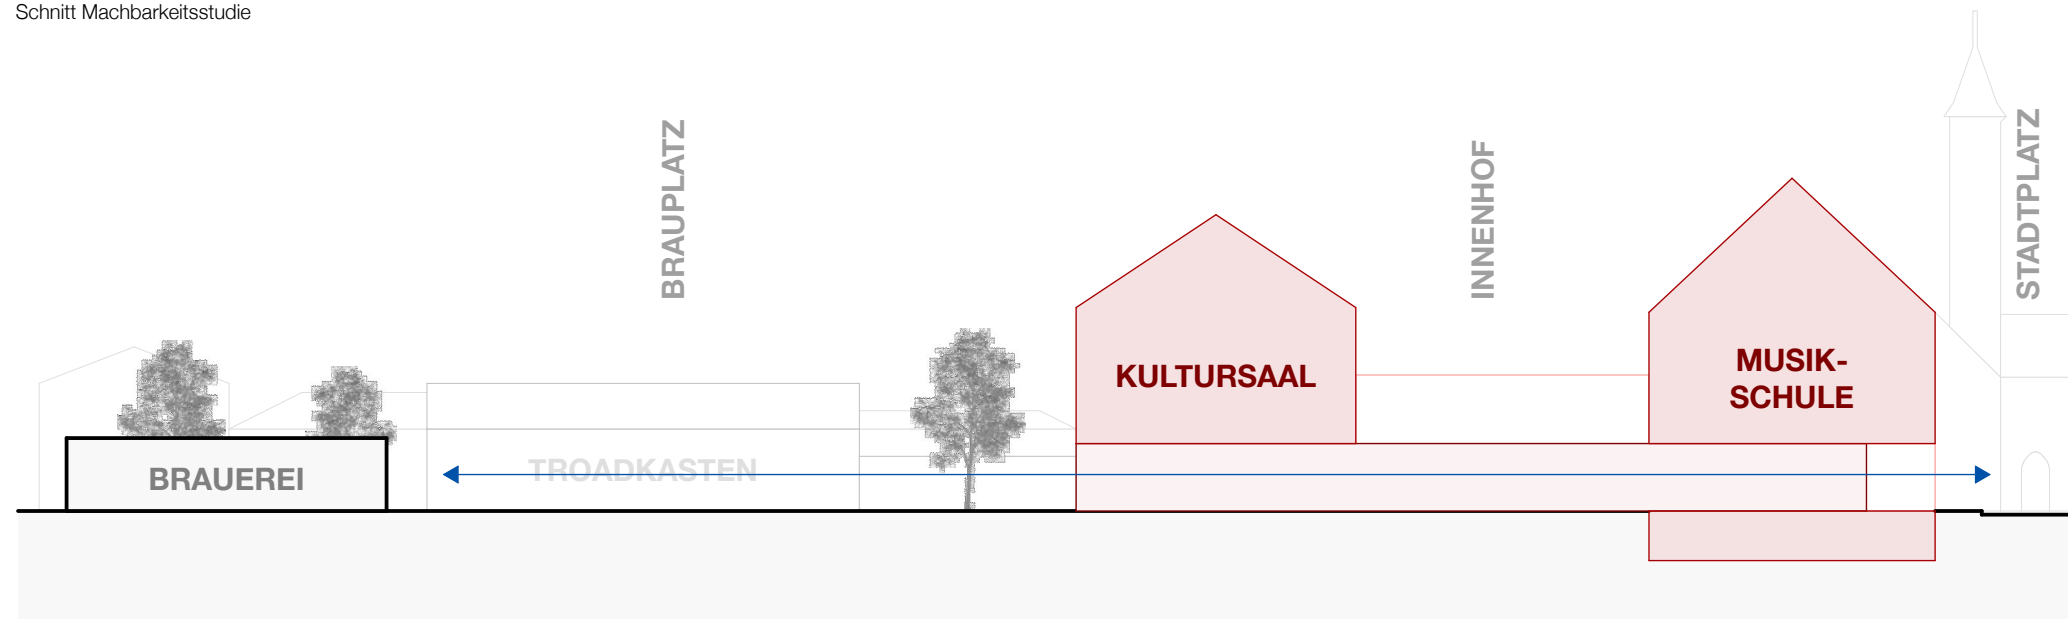 Schnitt Machbarkeitsstudie
BRAUPLATZ
INNENHOF
STADTPLATZ
KULTURSAAL
MUSIK-
SCHULE
BRAUEREI
TROADKASTEN